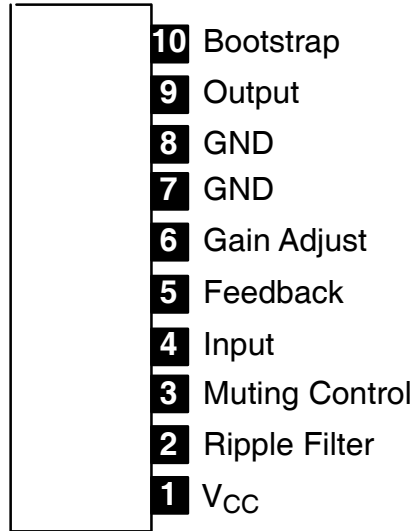 10 Bootstrap
9 Output
8 GND
7 GND
6 Gain Adjust
5 Feedback
4 Input
3 Muting Control
2 Ripple Filter
1 VCC